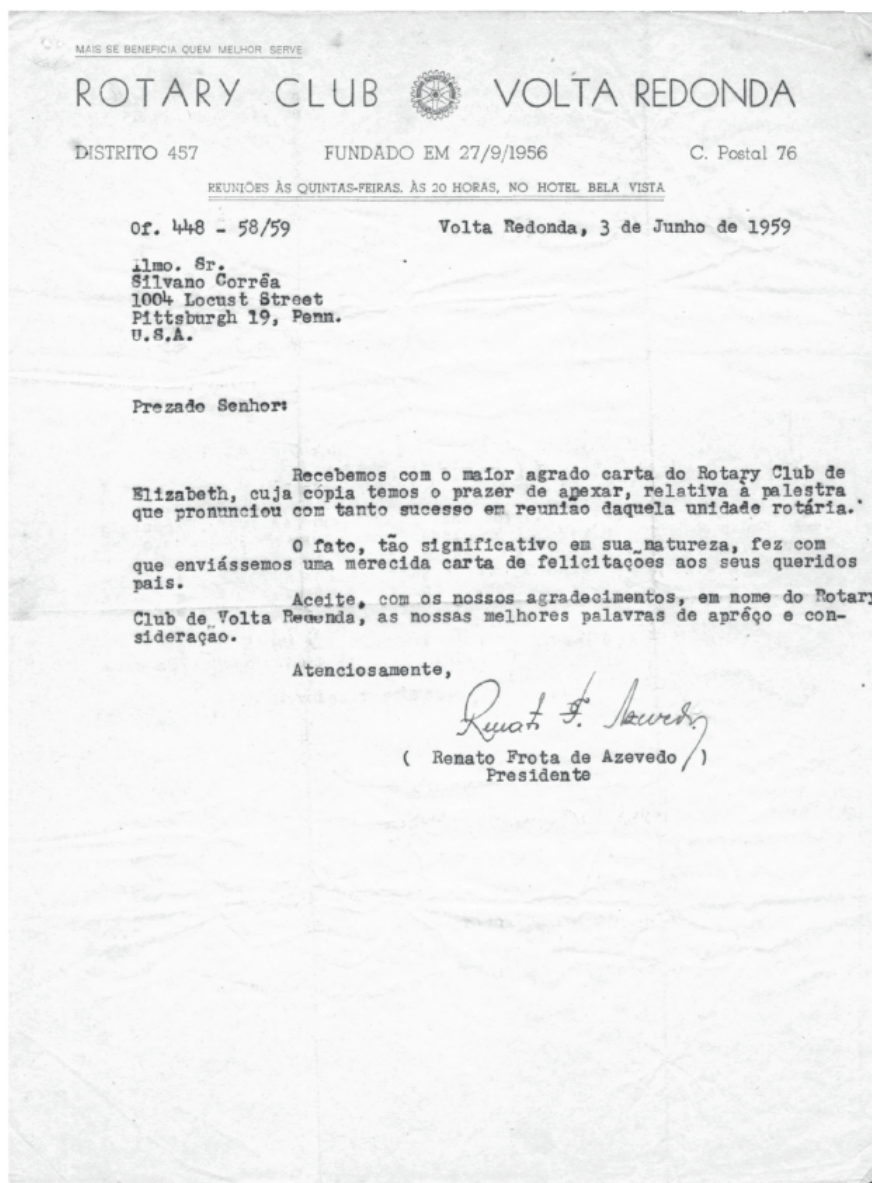 MAIS SE BENEFICIA QUEM MELHOR SERVE
ROTARY CLUB VOLTA REDONDA
DISTRITO 457 FUNDADO EM 27/9/1956 C. Postal 76
REUNIÕES ÀS QUINTAS-FEIRAS, ÀS 20 HORAS, NO HOTEL BELA VISTA
Of. 448 - 58/59 Volta Redonda, 3 de Junho de 1959
Ilmo. Sr.
Silvano Corrêa
1004 Locust Street
Pittsburgh 19, Penn.
U.S.A.
Prezado Senhor:
Recebemos com o maior agrado carta do Rotary Club de
Elizabeth, cuja cópia temos o prazer de anexar, relativa à palestra
que pronunciou com tanto sucesso em reunião daquela unidade rotária.
O fato, tão significativo em sua natureza, fez com
que enviássemos uma merecida carta de felicitações aos seus queridos
pais.
Aceite, com os nossos agradecimentos, em nome do Rotary
Club de Volta Redonda, as nossas melhores palavras de aprêço e con-
sideração.
Atenciosamente,
Renato F. Azevedo
( Renato Frota de Azevedo )
Presidente